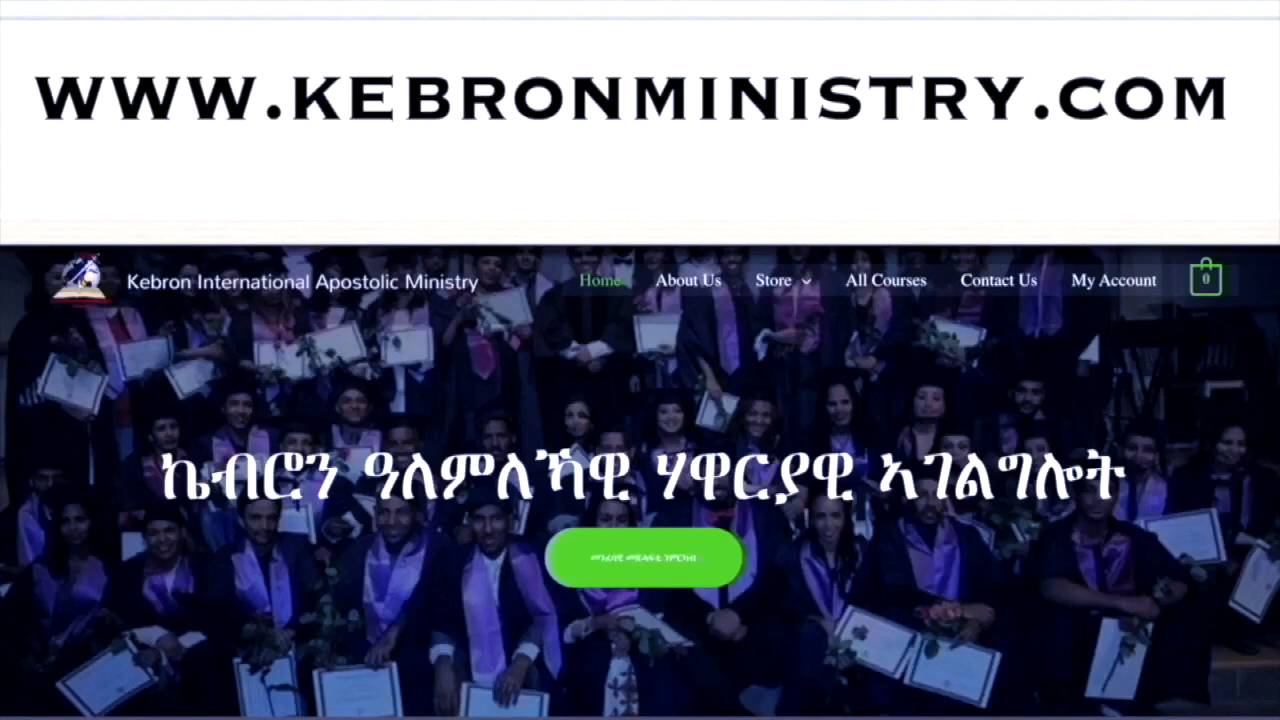 WWW.KEBRONMINISTRY.COM
Kebron International Apostolic Ministry
Home About Us Store All Courses Contact Us My Account 0
ኬብሮን ዓለምለኻዊ ሃዋርያዊ ኣገልግሎት